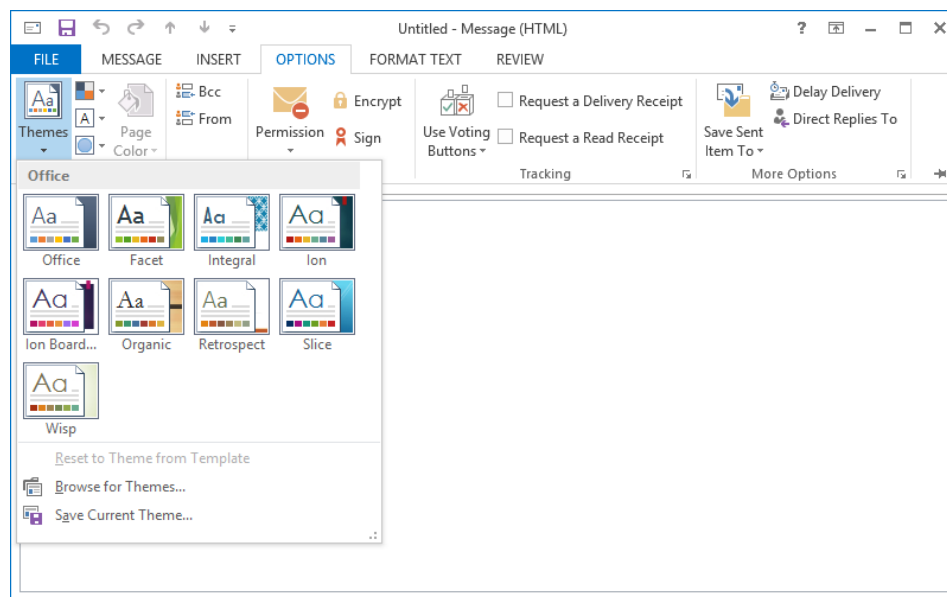 Untitled - Message (HTML)
FILE MESSAGE INSERT OPTIONS FORMAT TEXT REVIEW
Themes
Page
Color
Bcc
From
Permission
Encrypt
Sign
Use Voting
Buttons
Request a Delivery Receipt
Request a Read Receipt
Tracking
Save Sent
Item To
Delay Delivery
Direct Replies To
More Options
Office
Aa Aa Aa Aa
Office Facet Integral Ion
Aa Aa Aa Aa
Ion Board... Organic Retrospect Slice
Aa
Wisp
Reset to Theme from Template
Browse for Themes...
Save Current Theme...